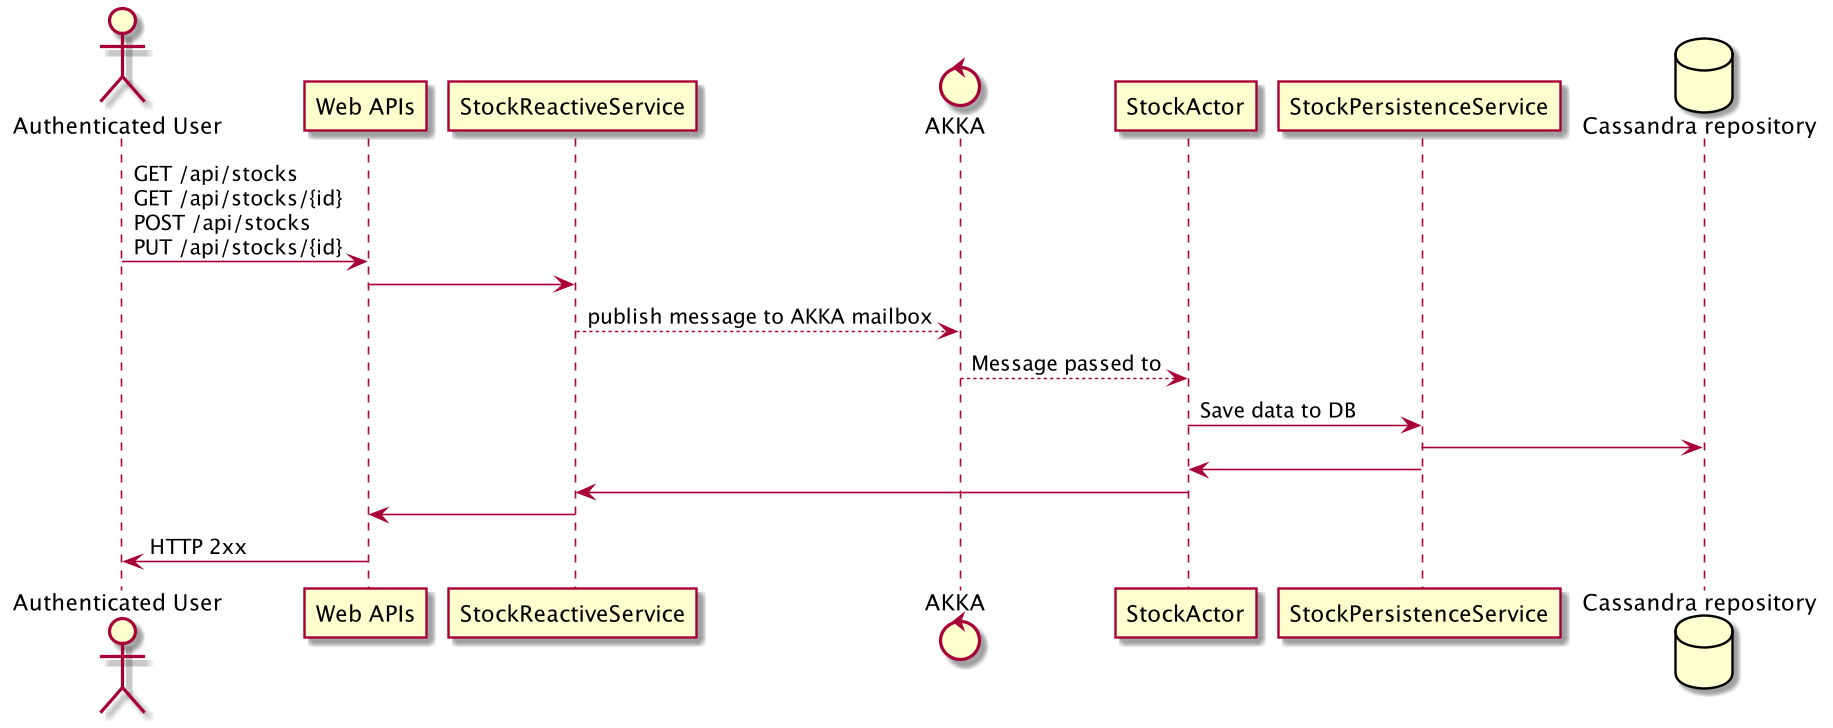 Authenticated User
Web APIs
StockReactiveService
AKKA
StockActor
StockPersistenceService
Cassandra repository
GET /api/stocks
GET /api/stocks/{id}
POST /api/stocks
PUT /api/stocks/{id}
publish message to AKKA mailbox
Message passed to
Save data to DB
HTTP 2xx
Authenticated User
Web APIs
StockReactiveService
AKKA
StockActor
StockPersistenceService
Cassandra repository